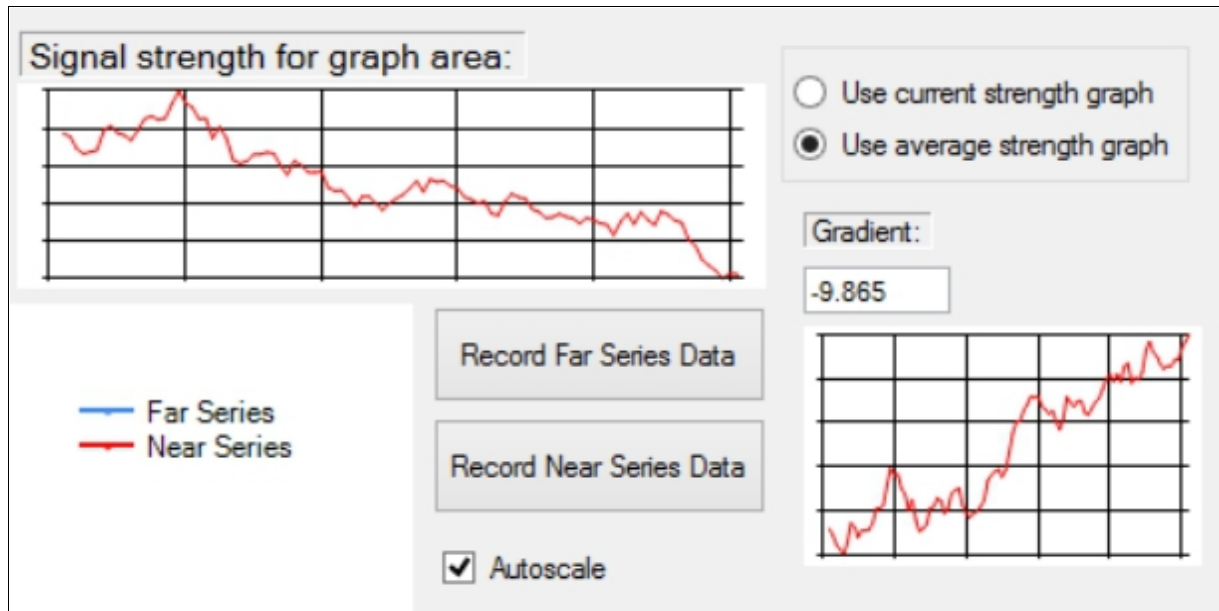 Signal strength for graph area:
Use current strength graph
Use average strength graph
Gradient:
-9.865
Record Far Series Data
Far Series
Near Series
Record Near Series Data
Autoscale